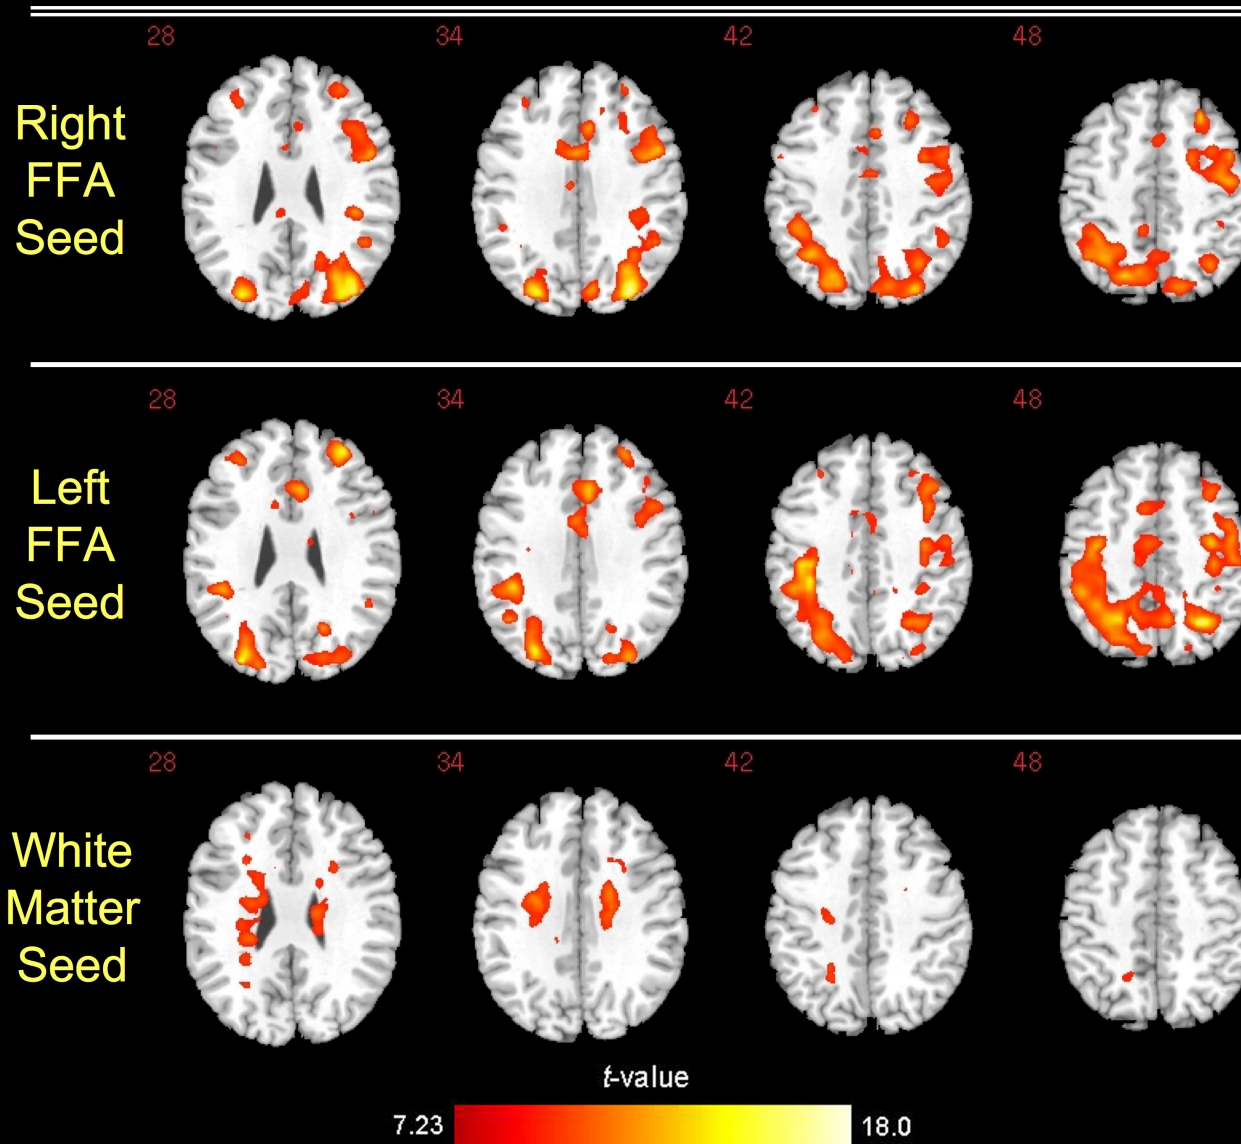 28 34 42 48
Right
FFA
Seed
28 34 42 48
Left
FFA
Seed
28 34 42 48
White
Matter
Seed
t-value
7.23 18.0